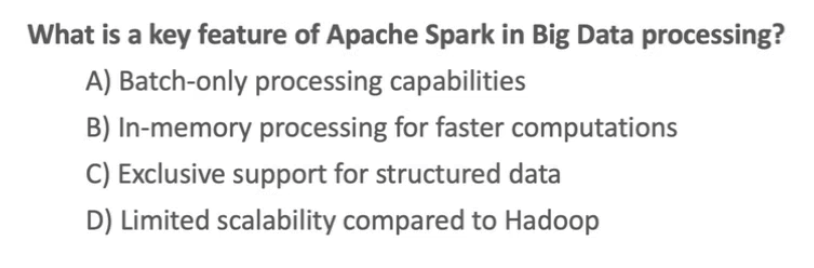 What is a key feature of Apache Spark in Big Data processing?
A) Batch-only processing capabilities
B) In-memory processing for faster computations
C) Exclusive support for structured data
D) Limited scalability compared to Hadoop